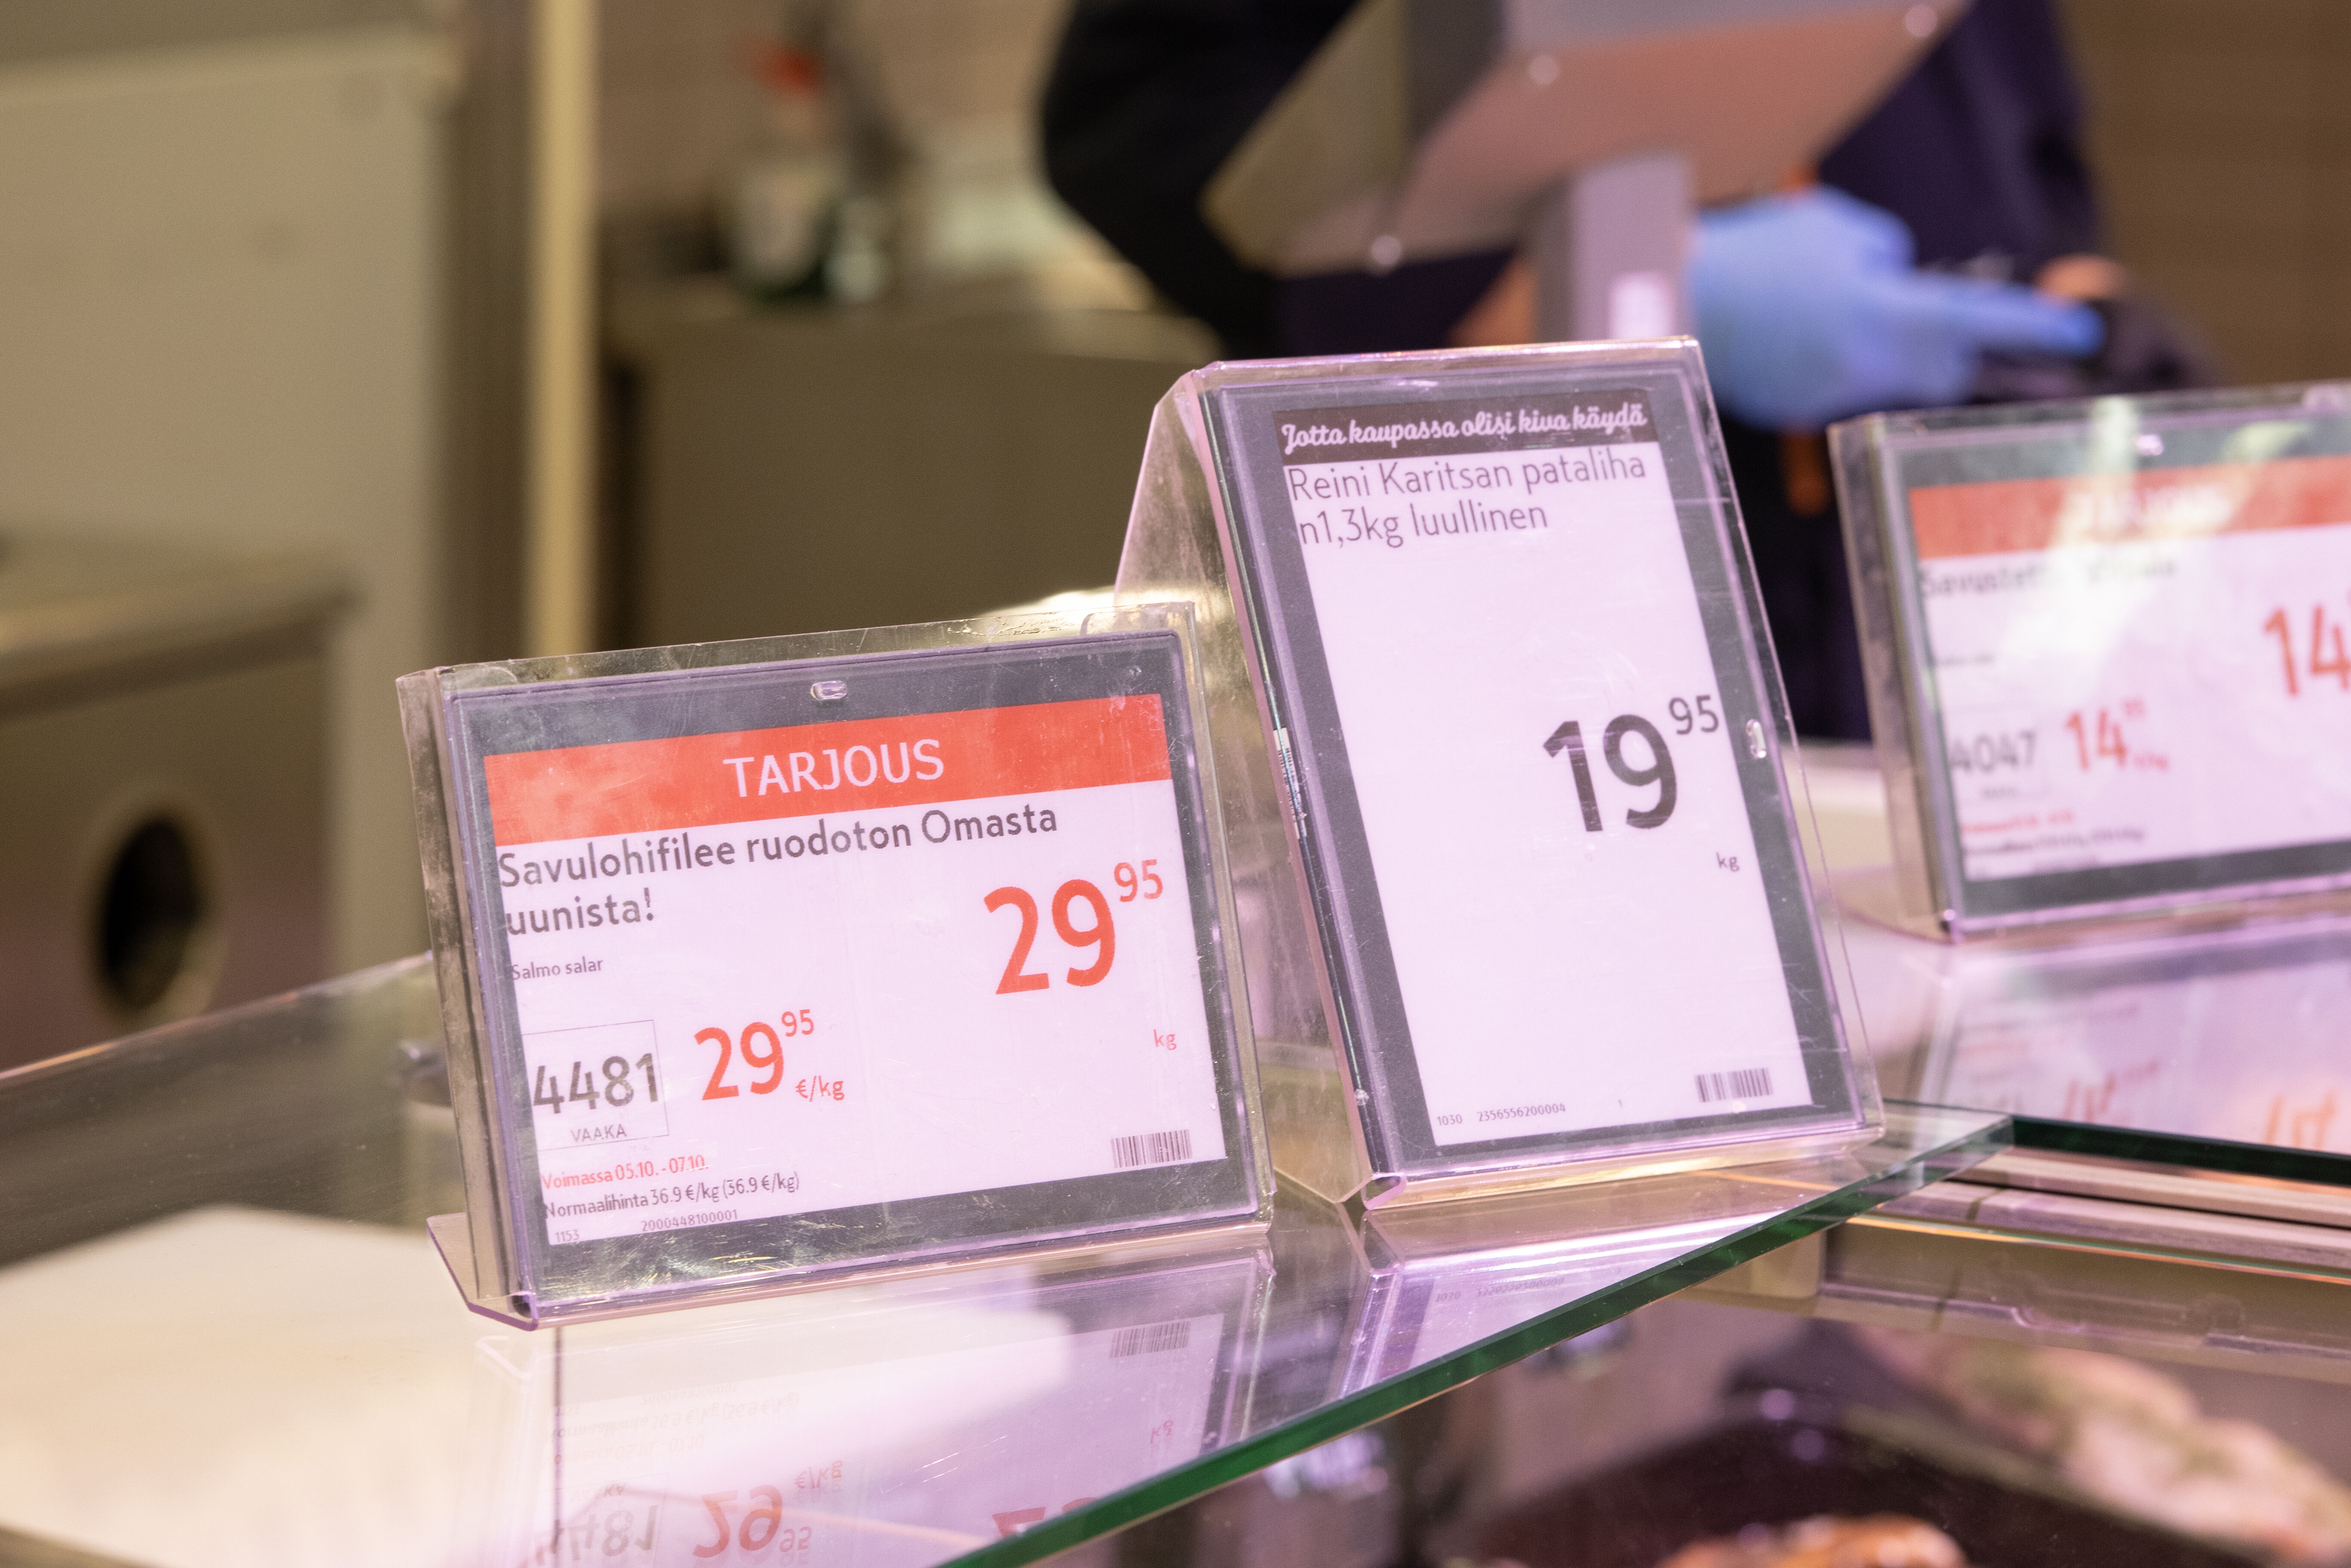 TARJOUS
Savulohifilee ruodoton Omasta
uunista!
29 95
kg
Salmo salar
4481
VAAKA
29 95
€/kg
Voimassa 05.10. - 07.10.
Normaalihinta 36.9 €/kg (36.9 €/kg)
1153 2000448100001
Jotta kaupassa olisi kiva käydä
Reini Karitsan pataliha
n1,3kg luullinen
19 95
kg
1030 2356556200004 1
TARJOUS
14
4047
14 95